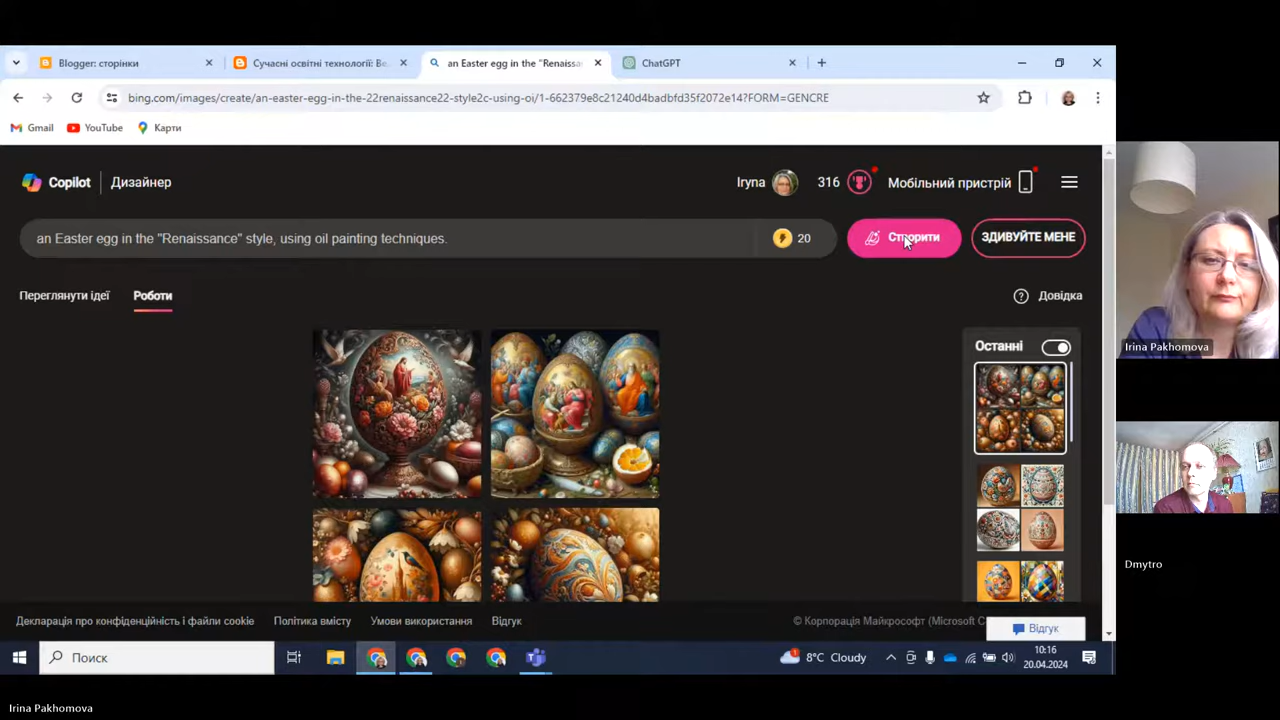 Blogger: сторінки
Сучасні освітні технології: Ве
an Easter egg in the "Renaissa
ChatGPT
bing.com/images/create/an-easter-egg-in-the-22renaissance22-style2c-using-oi/1-662379e8c21240d4badbfd35f2072e14?FORM=GENCRE
Gmail
YouTube
Карти
Copilot
Дизайнер
Iryna
316
Мобільний пристрій
an Easter egg in the "Renaissance" style, using oil painting techniques.
20
Створити
ЗДИВУЙТЕ МЕНЕ
Переглянути ідеї
Роботи
Довідка
Останні
Irina Pakhomova
Dmytro
Декларація про конфіденційність і файли cookie
Політика вмісту
Умови використання
Відгук
© Корпорація Майкрософт (Microsoft C
Відгук
Поиск
1
8°C Cloudy
10:16
20.04.2024
Irina Pakhomova